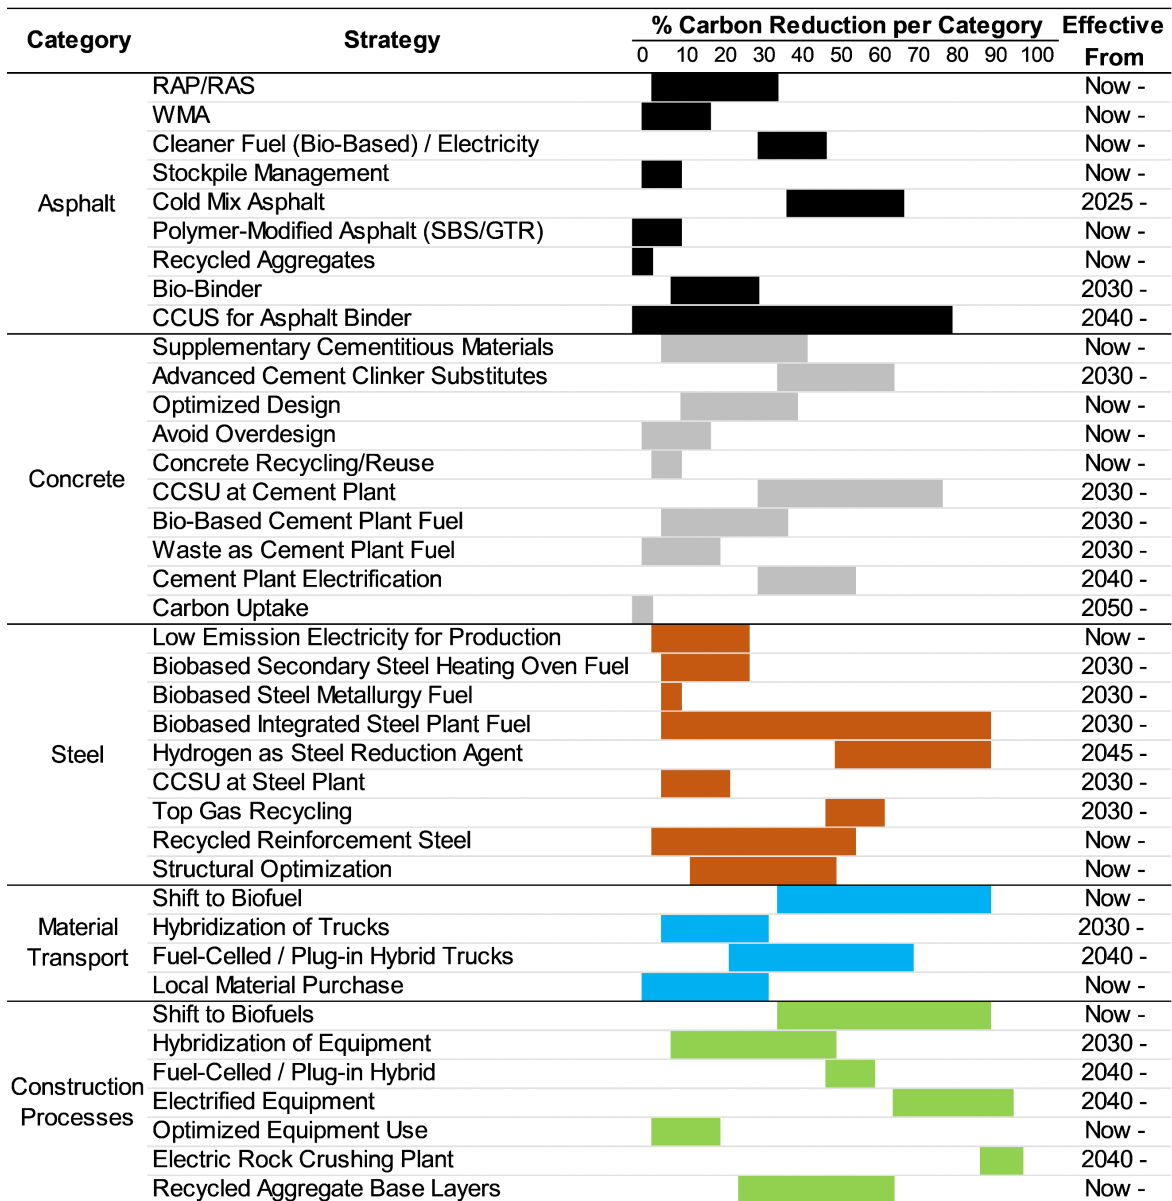 Category Strategy % Carbon Reduction per Category Effective From
0 10 20 30 40 50 60 70 80 90 100
Asphalt
RAP/RAS Now -
WMA Now -
Cleaner Fuel (Bio-Based) / Electricity Now -
Stockpile Management Now -
Cold Mix Asphalt 2025 -
Polymer-Modified Asphalt (SBS/GTR) Now -
Recycled Aggregates Now -
Bio-Binder 2030 -
CCUS for Asphalt Binder 2040 -
Concrete
Supplementary Cementitious Materials Now -
Advanced Cement Clinker Substitutes 2030 -
Optimized Design Now -
Avoid Overdesign Now -
Concrete Recycling/Reuse Now -
CCSU at Cement Plant 2030 -
Bio-Based Cement Plant Fuel 2030 -
Waste as Cement Plant Fuel 2030 -
Cement Plant Electrification 2040 -
Carbon Uptake 2050 -
Steel
Low Emission Electricity for Production Now -
Biobased Secondary Steel Heating Oven Fuel 2030 -
Biobased Steel Metallurgy Fuel 2030 -
Biobased Integrated Steel Plant Fuel 2030 -
Hydrogen as Steel Reduction Agent 2045 -
CCSU at Steel Plant 2030 -
Top Gas Recycling 2030 -
Recycled Reinforcement Steel Now -
Structural Optimization Now -
Material
Transport
Shift to Biofuel Now -
Hybridization of Trucks 2030 -
Fuel-Celled / Plug-in Hybrid Trucks 2040 -
Local Material Purchase Now -
Construction
Processes
Shift to Biofuels Now -
Hybridization of Equipment 2030 -
Fuel-Celled / Plug-in Hybrid 2040 -
Electrified Equipment 2040 -
Optimized Equipment Use Now -
Electric Rock Crushing Plant 2040 -
Recycled Aggregate Base Layers Now -